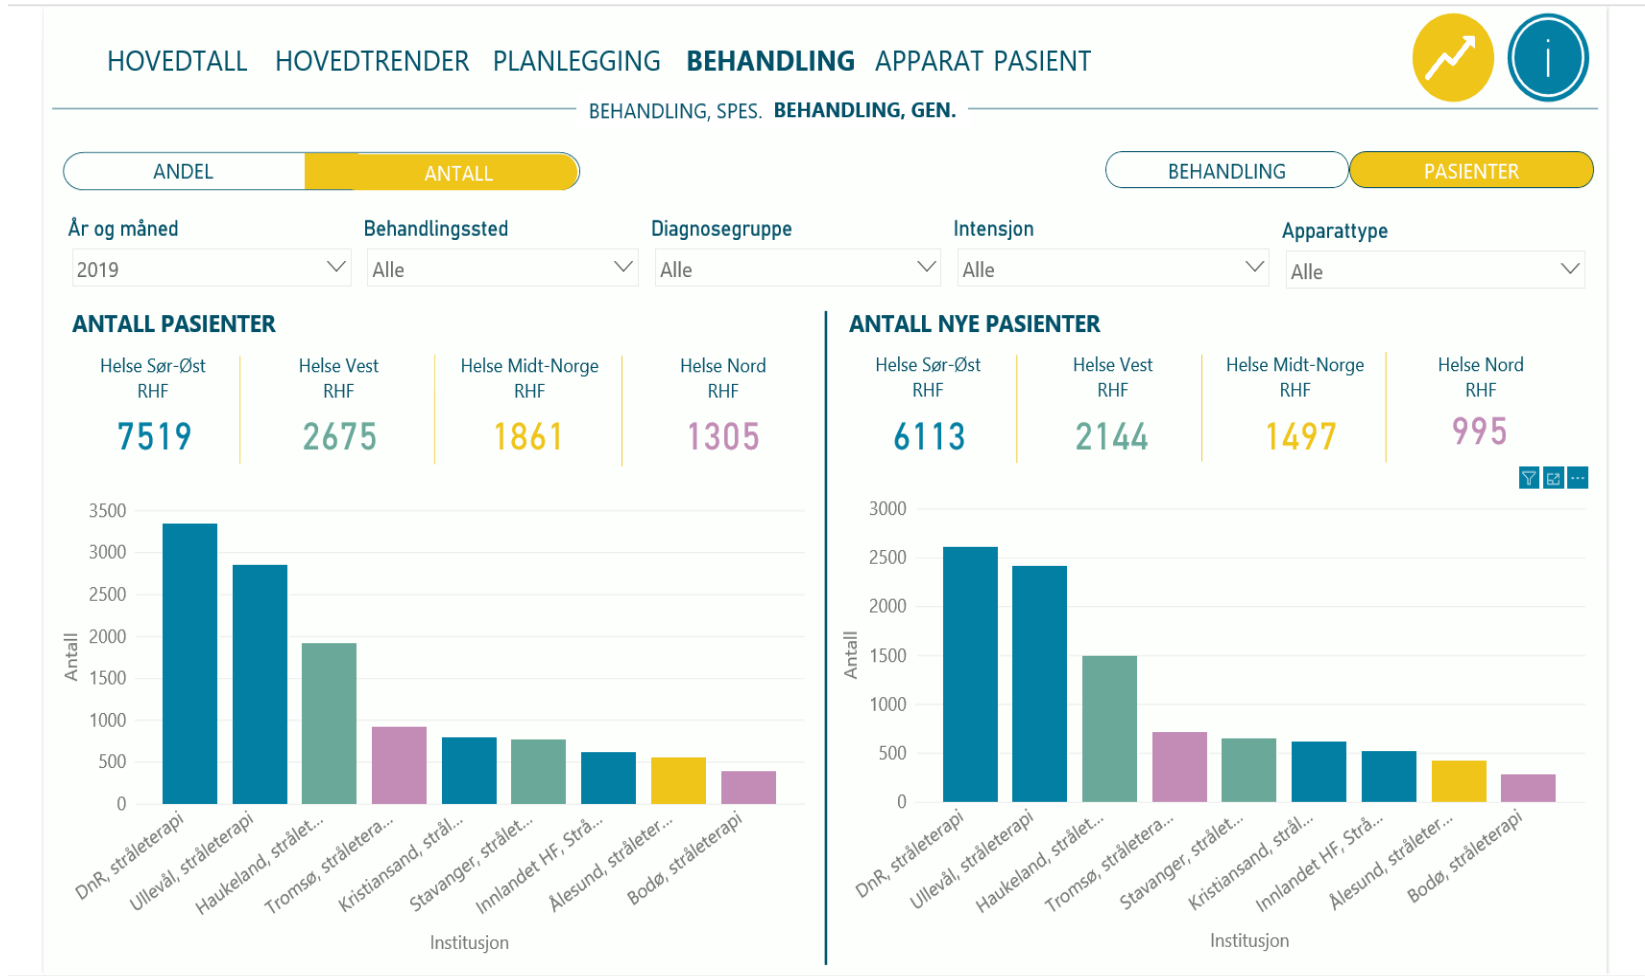 HOVEDTALL HOVEDTRENDER PLANLEGGING BEHANDLING APPARAT PASIENT
BEHANDLING, SPES. BEHANDLING, GEN.
ANDEL ANTALL BEHANDLING PASIENTER
År og måned Behandlingssted Diagnosegruppe Intensjon Apparattype
2019 Alle Alle Alle Alle
ANTALL PASIENTER
Helse Sør-Øst RHF
7519
Helse Vest RHF
2675
Helse Midt-Norge RHF
1861
Helse Nord RHF
1305
Antall
3500
3000
2500
2000
1500
1000
500
0
DnR, stråleterapi
Ullevål, stråleterapi
Haukeland, strålet...
Tromsø, stråletera...
Kristiansand, strål...
Stavanger, strålet...
Innlandet HF, Strå...
Ålesund, stråleter...
Bodø, stråleterapi
Institusjon
ANTALL NYE PASIENTER
Helse Sør-Øst RHF
6113
Helse Vest RHF
2144
Helse Midt-Norge RHF
1497
Helse Nord RHF
995
Antall
3000
2500
2000
1500
1000
500
0
DnR, stråleterapi
Ullevål, stråleterapi
Haukeland, strålet...
Tromsø, stråletera...
Stavanger, strålet...
Kristiansand, strål...
Innlandet HF, Strå...
Ålesund, stråleter...
Bodø, stråleterapi
Institusjon